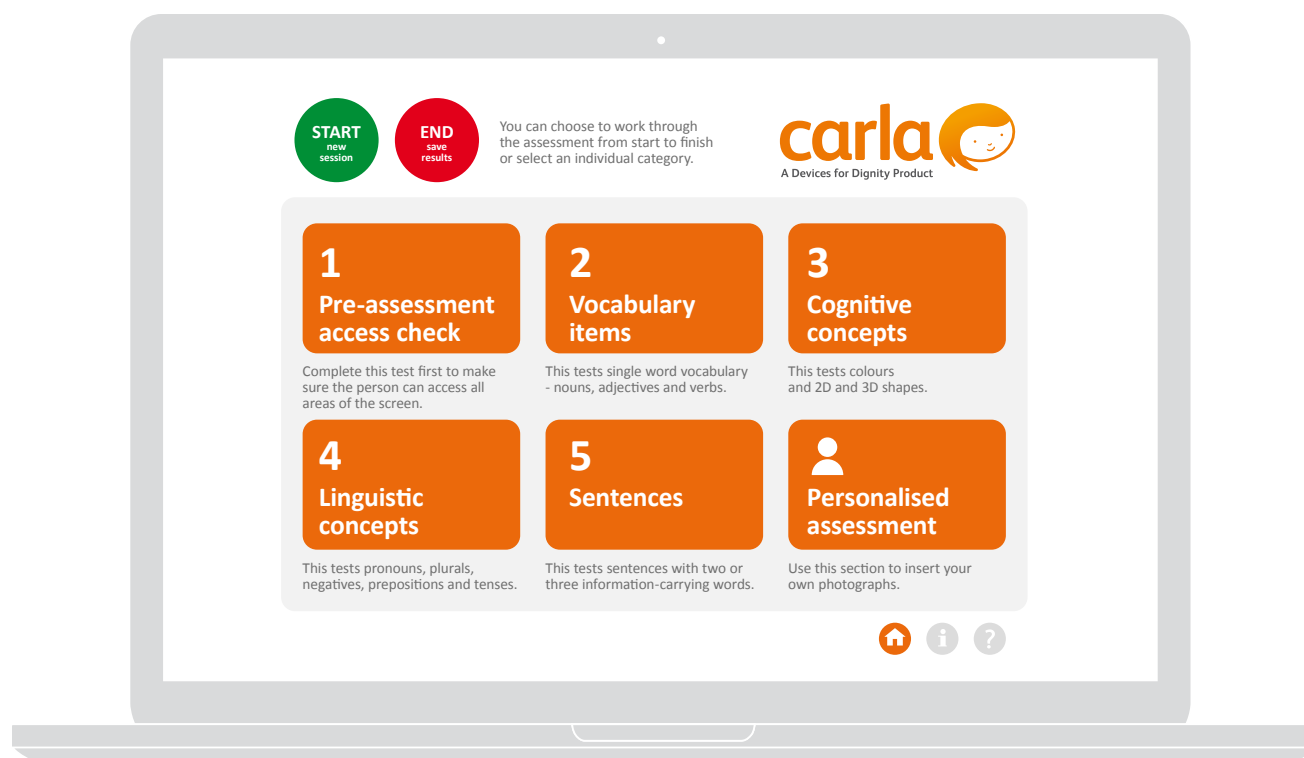 START
new
session
END
save
results
You can choose to work through
the assessment from start to finish
or select an individual category.
carla
A Devices for Dignity Product
1
Pre-assessment
access check
Complete this test first to make
sure the person can access all
areas of the screen.
2
Vocabulary
items
This tests single word vocabulary
- nouns, adjectives and verbs.
3
Cognitive
concepts
This tests colours
and 2D and 3D shapes.
4
Linguistic
concepts
This tests pronouns, plurals,
negatives, prepositions and tenses.
5
Sentences
This tests sentences with two or
three information-carrying words.
Personalised
assessment
Use this section to insert your
own photographs.
i
?